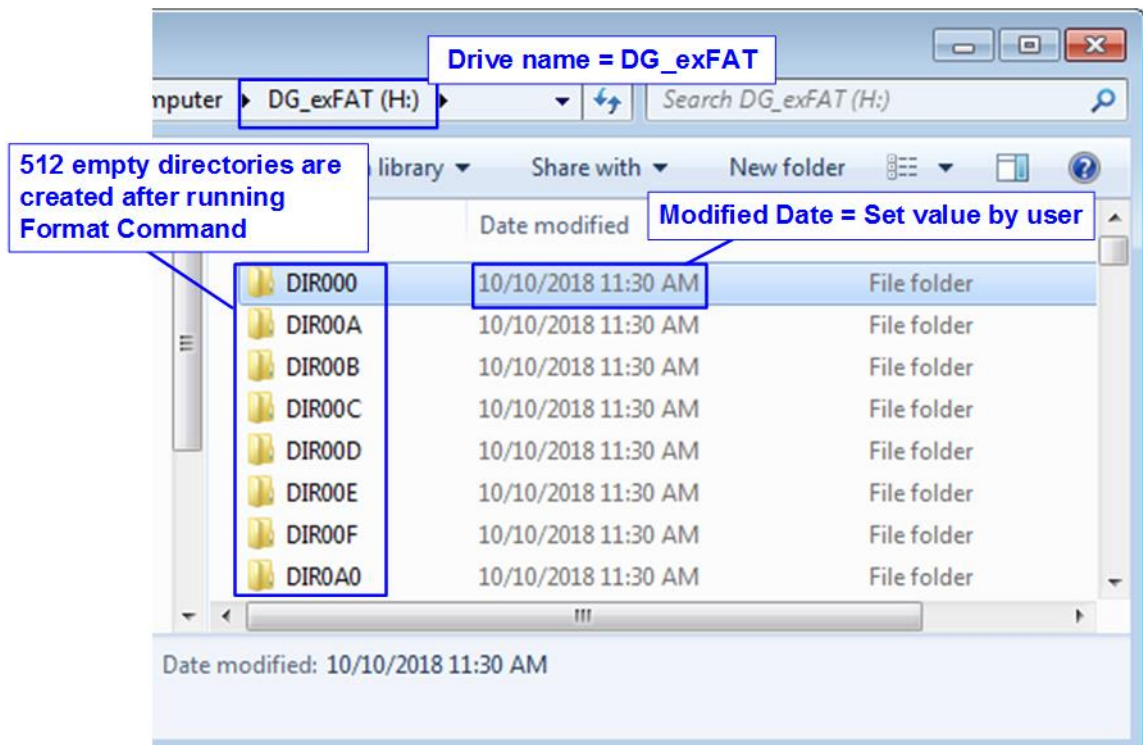 Drive name = DG_exFAT
mputer ▸ DG_exFAT (H:) ▸
Search DG_exFAT (H:)
512 empty directories are
created after running
Format Command
library
Share with
New folder
Date modified
Modified Date = Set value by user
DIR000 10/10/2018 11:30 AM File folder
DIR00A 10/10/2018 11:30 AM File folder
DIR00B 10/10/2018 11:30 AM File folder
DIR00C 10/10/2018 11:30 AM File folder
DIR00D 10/10/2018 11:30 AM File folder
DIR00E 10/10/2018 11:30 AM File folder
DIR00F 10/10/2018 11:30 AM File folder
DIR0A0 10/10/2018 11:30 AM File folder
Date modified: 10/10/2018 11:30 AM